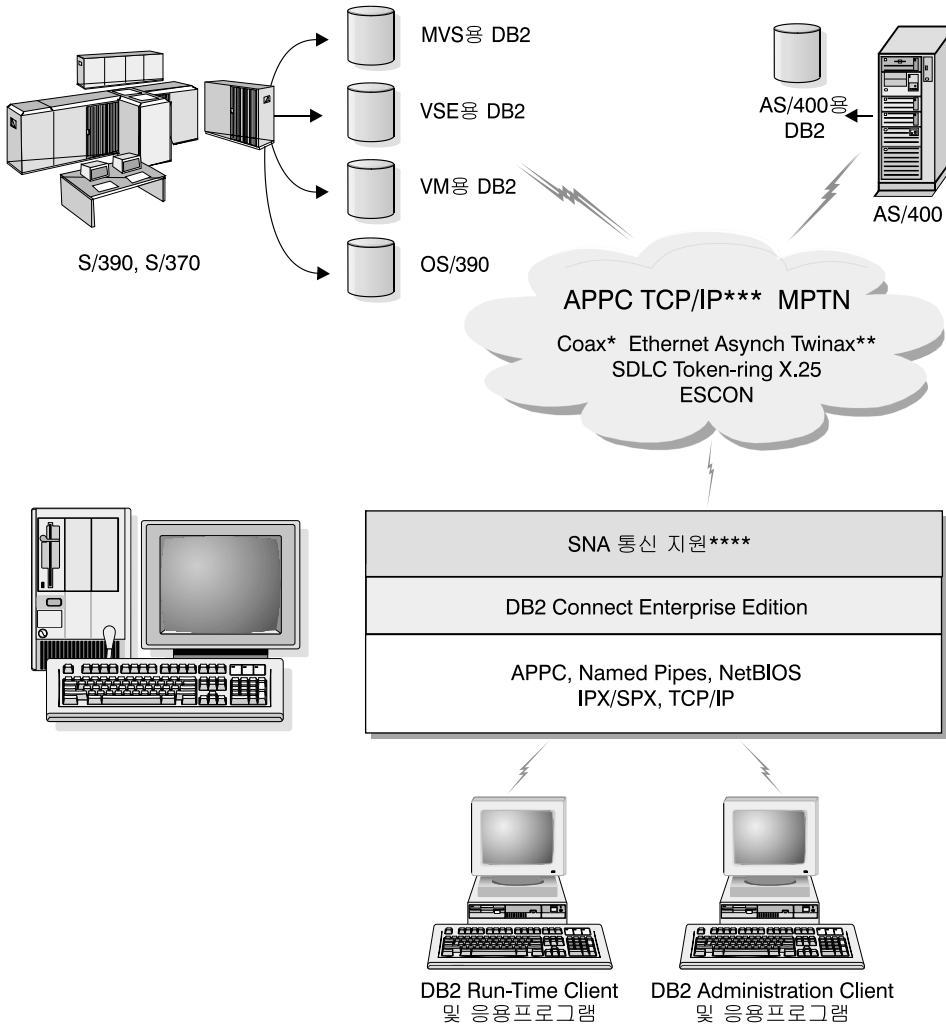 MVS용 DB2
VSE용 DB2
VM용 DB2
OS/390
S/390, S/370
AS/400용
DB2
AS/400
APPC TCP/IP*** MPTN
Coax* Ethernet Asynch Twinax**
SDLC Token-ring X.25
ESCON
SNA 통신 지원****
DB2 Connect Enterprise Edition
APPC, Named Pipes, NetBIOS
IPX/SPX, TCP/IP
DB2 Run-Time Client
및 응용프로그램
DB2 Administration Client
및 응용프로그램